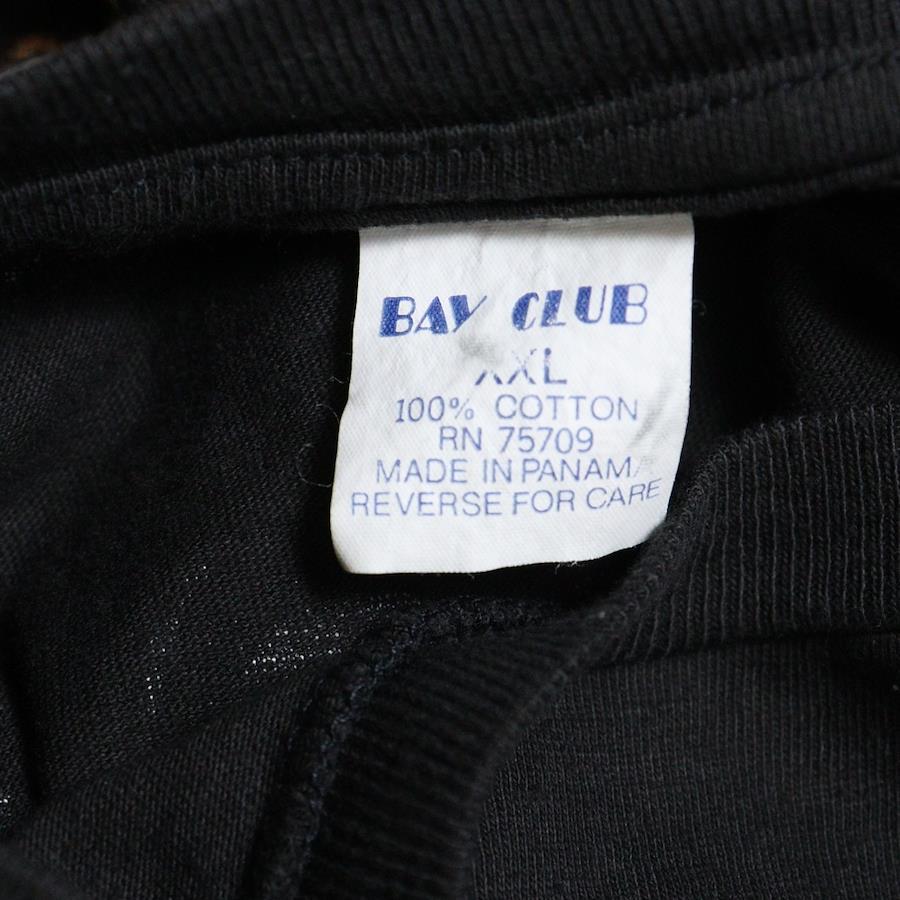 BAY CLUB
XXL
100% COTTON
RN 75709
MADE IN PANAMA
REVERSE FOR CARE